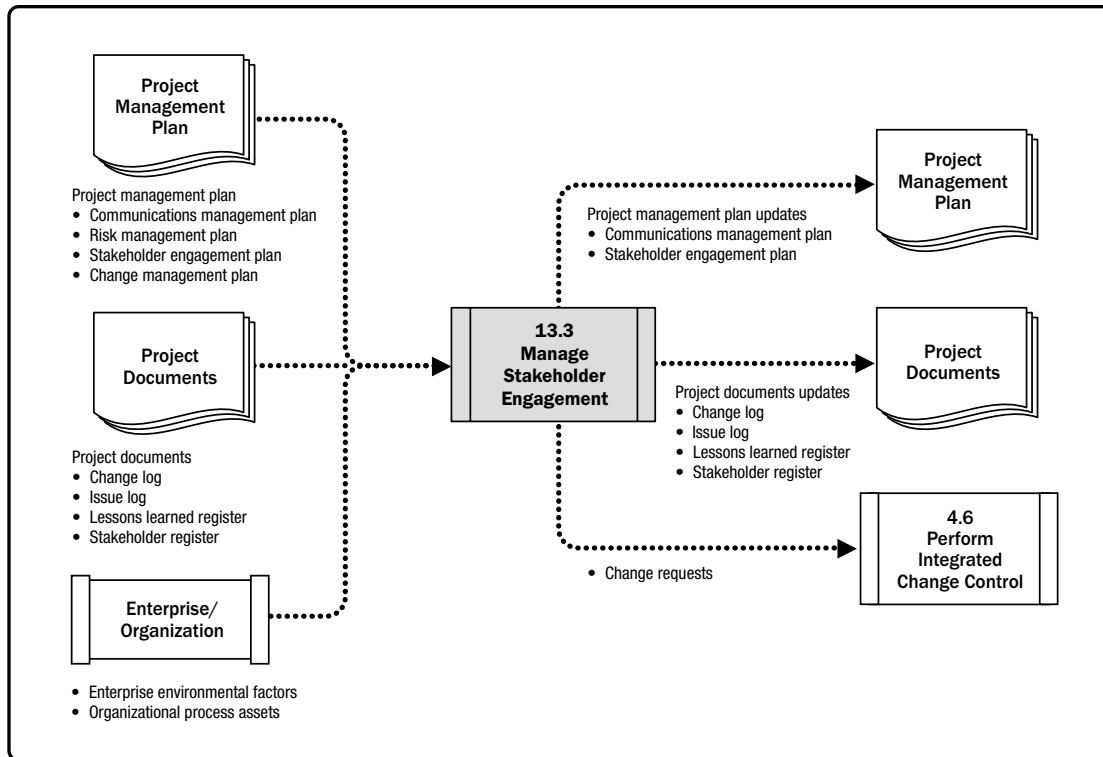 Project
Management
Plan
Project management plan
• Communications management plan
• Risk management plan
• Stakeholder engagement plan
• Change management plan
Project
Documents
Project documents
• Change log
• Issue log
• Lessons learned register
• Stakeholder register
Enterprise/
Organization
• Enterprise environmental factors
• Organizational process assets
13.3
Manage
Stakeholder
Engagement
Project management plan updates
• Communications management plan
• Stakeholder engagement plan
Project
Management
Plan
Project documents updates
• Change log
• Issue log
• Lessons learned register
• Stakeholder register
Project
Documents
• Change requests
4.6
Perform
Integrated
Change Control